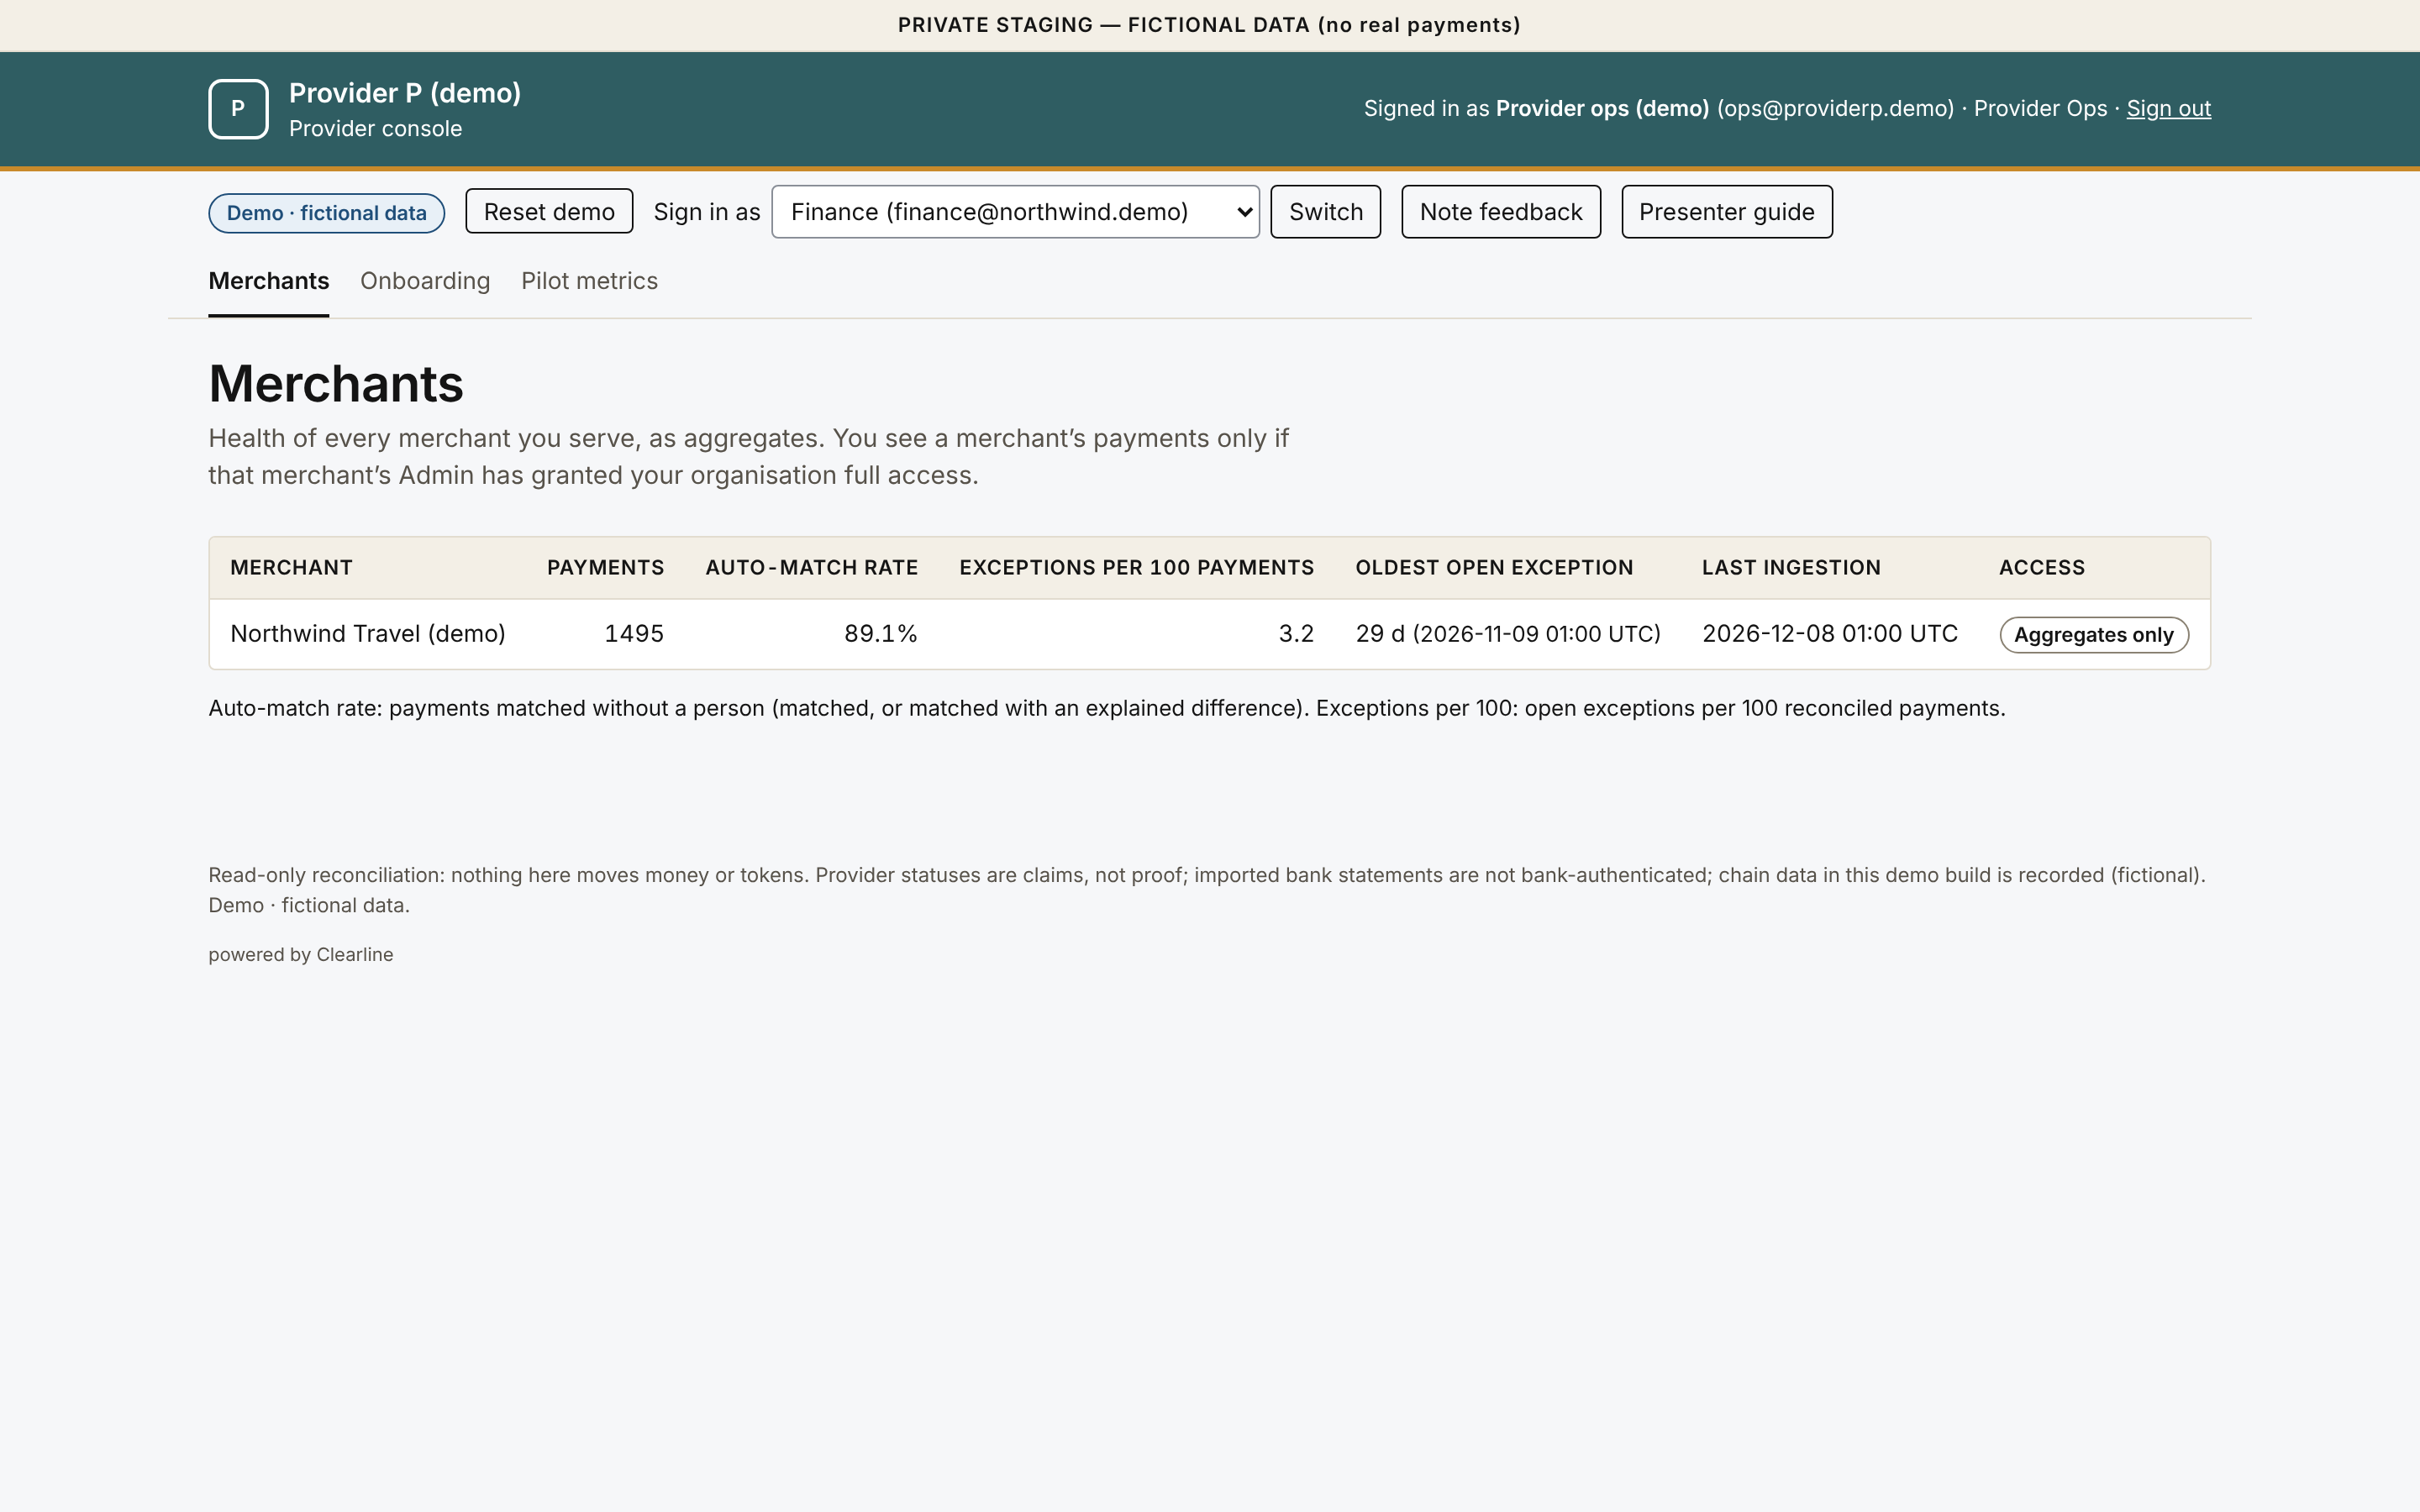 PRIVATE STAGING — FICTIONAL DATA (no real payments)
P
Provider P (demo)
Provider console
Signed in as Provider ops (demo) (ops@providerp.demo) · Provider Ops · Sign out
Demo · fictional data
Reset demo
Sign in as
Finance (finance@northwind.demo)
Switch
Note feedback
Presenter guide
Merchants
Onboarding
Pilot metrics
Merchants
Health of every merchant you serve, as aggregates. You see a merchant’s payments only if
that merchant’s Admin has granted your organisation full access.
MERCHANT PAYMENTS AUTO-MATCH RATE EXCEPTIONS PER 100 PAYMENTS OLDEST OPEN EXCEPTION LAST INGESTION ACCESS
Northwind Travel (demo) 1495 89.1% 3.2 29 d (2026-11-09 01:00 UTC) 2026-12-08 01:00 UTC Aggregates only
Auto-match rate: payments matched without a person (matched, or matched with an explained difference). Exceptions per 100: open exceptions per 100 reconciled payments.
Read-only reconciliation: nothing here moves money or tokens. Provider statuses are claims, not proof; imported bank statements are not bank-authenticated; chain data in this demo build is recorded (fictional).
Demo · fictional data.
powered by Clearline